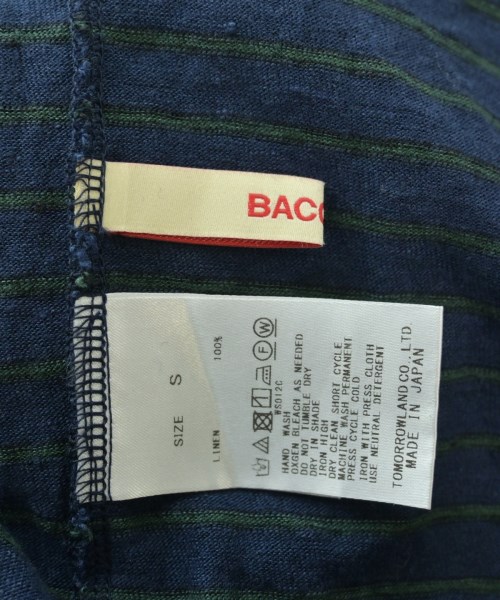 BACC
SIZE S
LINEN 100%
WS012C
HAND WASH
OXGEN BLEACH AS NEEDED
DO NOT TUMBLE DRY
DRY IN SHADE
IRON HIGH
DRY CLEAN SHORT CYCLE
MACHINE WASH PERMANENT
PRESS CYCLE COLD
IRON WITH PRESS CLOTH
USE NEUTRAL DETERGENT
TOMORROWLAND CO., LTD.
MADE IN JAPAN